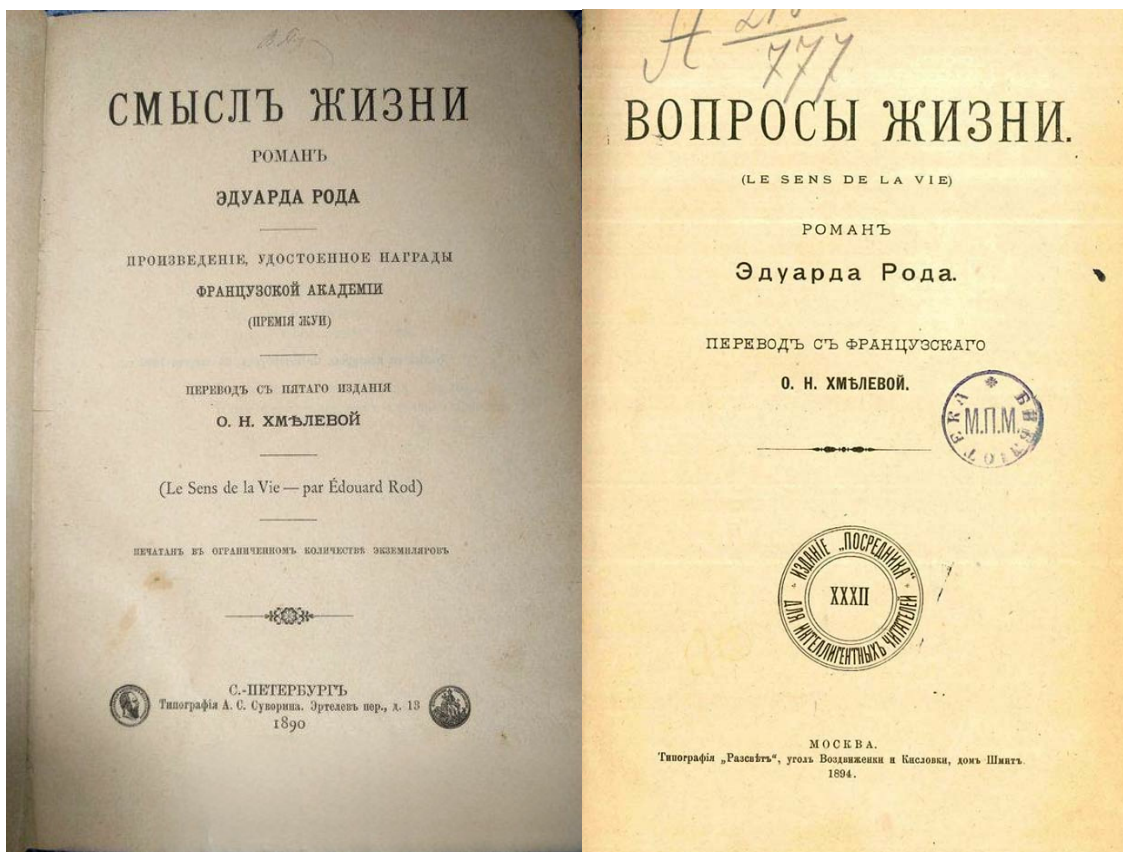 СМЫСЛЪ ЖИЗНИ
РОМАНЪ
ЭДУАРДА РОДА
ПРОИЗВЕДЕНІЕ, УДОСТОЕННОЕ НАГРАДЫ
ФРАНЦУЗСКОЙ АКАДЕМІИ
(ПРЕМІЯ ЖУИ)
ПЕРЕВОДЪ СЪ ПЯТАГО ИЗДАНІЯ
О. Н. ХМѢЛЕВОЙ
(Le Sens de la Vie — par Édouard Rod)
ПЕЧАТАНЪ ВЪ ОГРАНИЧЕННОМЪ КОЛИЧЕСТВѢ ЭКЗЕМПЛЯРОВЪ
С.-ПЕТЕРБУРГЪ
Типографія А. С. Суворина. Эртелевъ пер., д. 13
1890
777
ВОПРОСЫ ЖИЗНИ.
(LE SENS DE LA VIE)
РОМАНЪ
Эдуарда Рода.
ПЕРЕВОДЪ СЪ ФРАНЦУЗСКАГО
О. Н. ХМѢЛЕВОЙ.
БИБЛІОТЕКА
М.П.М.
ИЗДАНІЕ „ПОСРЕДНИКА“
XXXII
ДЛЯ ИНТЕЛЛИГЕНТНЫХЪ ЧИТАТЕЛЕЙ
МОСКВА.
Типографія „Разсвѣтъ“, уголъ Воздвиженки и Кисловки, домъ Шмитъ.
1894.